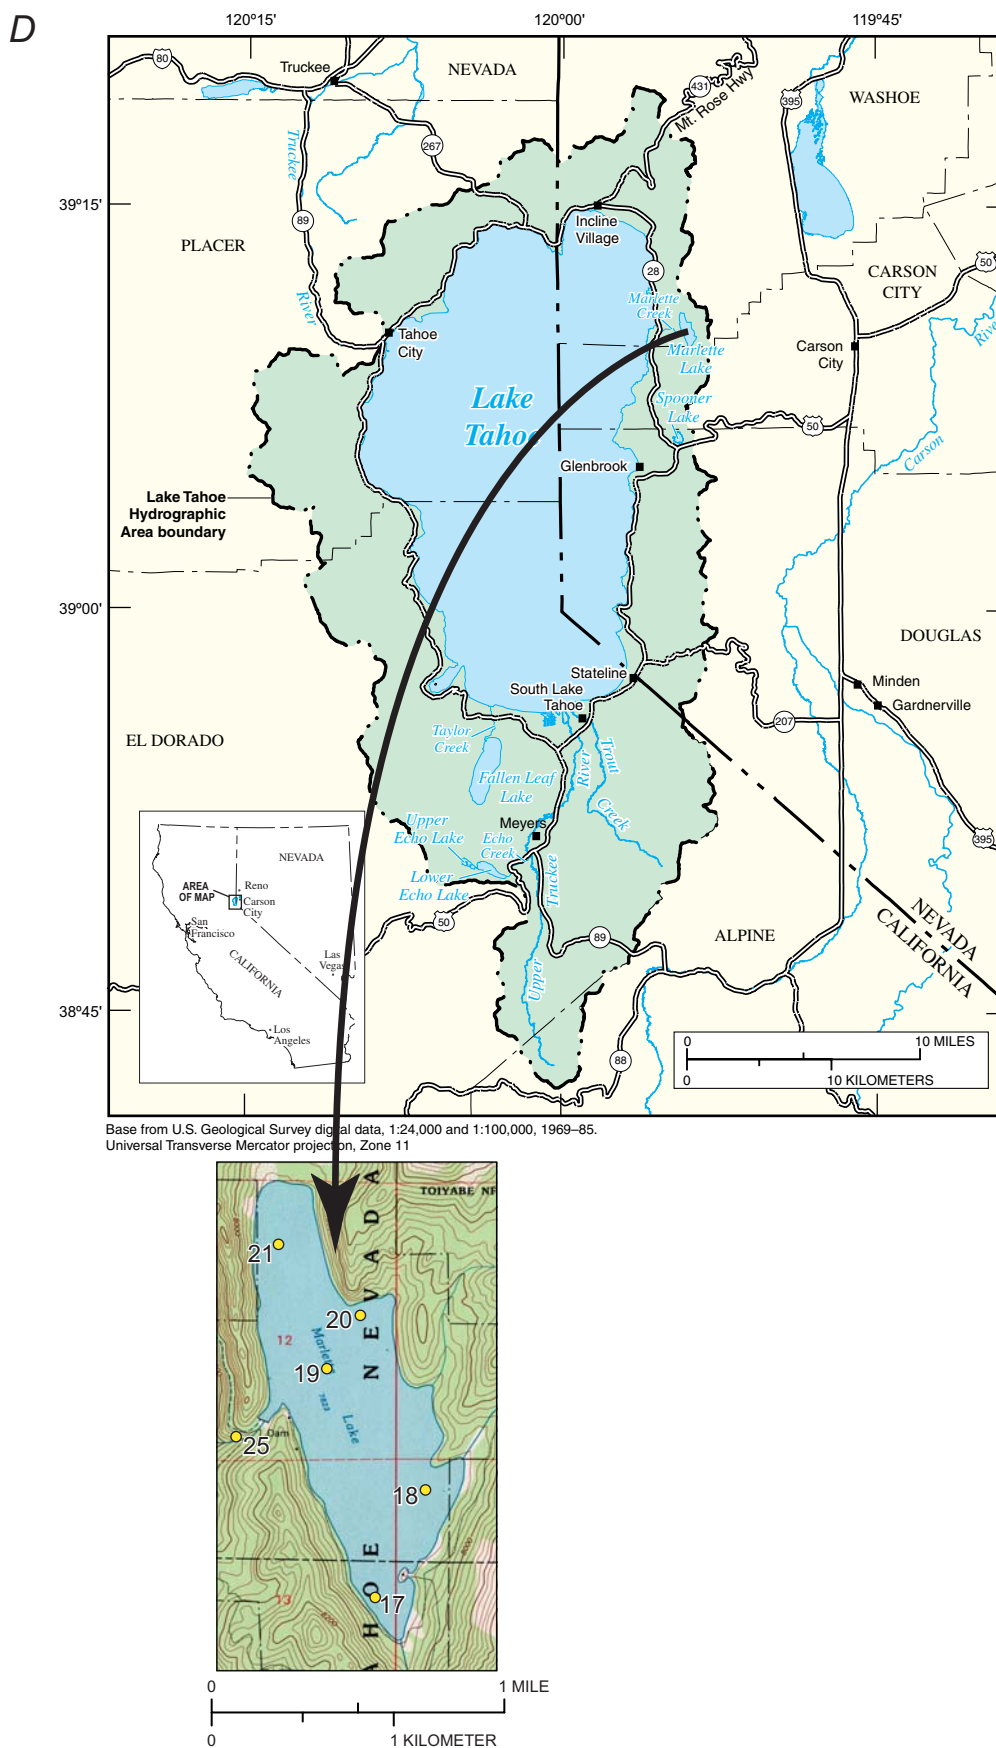 D
120º15'
120º00'
119º45'
80
Truckee
NEVADA
431
Mt. Rose Hwy
395
WASHOE
Truckee
267
39º15'
89
Incline
Village
PLACER
28
CARSON
CITY
50
River
Marlette
Creek
Tahoe
City
Marlette
Lake
Carson
City
Lake
Tahoe
Spooner
Lake
50
Carson
River
Glenbrook
Lake Tahoe
Hydrographic
Area boundary
39º00'
DOUGLAS
Stateline
South Lake
Tahoe
Minden
Gardnerville
207
EL DORADO
Taylor
Creek
River
Trout
Creek
Fallen Leaf
Lake
Meyers
Upper
Echo Lake
Echo
Creek
Lower
Echo Lake
Truckee
Upper
395
NEVADA
AREA
OF MAP
Reno
Carson
City
San
Francisco
CALIFORNIA
Las
Vegas
Los
Angeles
50
89
ALPINE
NEVADA
CALIFORNIA
38º45'
88
0
10 MILES
0
10 KILOMETERS
Base from U.S. Geological Survey digital data, 1:24,000 and 1:100,000, 1969–85.
Universal Transverse Mercator projection, Zone 11
TOIYABE NF
NEVADA
8000
21
20
12
Marlette
Lake
19
7823
25
Dam
18
8000
HOE
A H
17
13
8200
0
1 MILE
0
1 KILOMETER